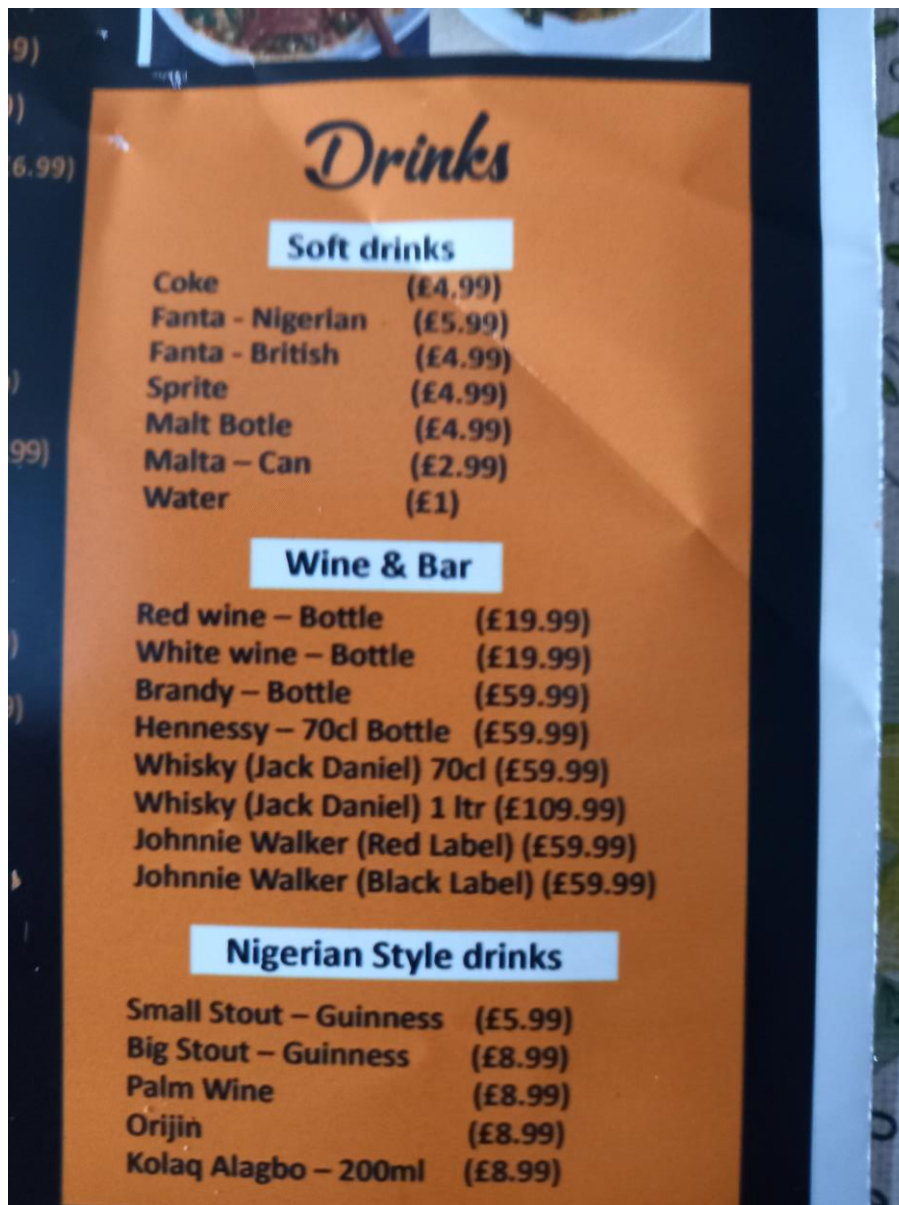 9)
)
6.99)
)
99)
)
)
Drinks
Soft drinks
Coke (£4.99)
Fanta - Nigerian (£5.99)
Fanta - British (£4.99)
Sprite (£4.99)
Malt Botle (£4.99)
Malta – Can (£2.99)
Water (£1)
Wine & Bar
Red wine – Bottle (£19.99)
White wine – Bottle (£19.99)
Brandy – Bottle (£59.99)
Hennessy – 70cl Bottle (£59.99)
Whisky (Jack Daniel) 70cl (£59.99)
Whisky (Jack Daniel) 1 ltr (£109.99)
Johnnie Walker (Red Label) (£59.99)
Johnnie Walker (Black Label) (£59.99)
Nigerian Style drinks
Small Stout – Guinness (£5.99)
Big Stout – Guinness (£8.99)
Palm Wine (£8.99)
Orijin (£8.99)
Kolaq Alagbo – 200ml (£8.99)